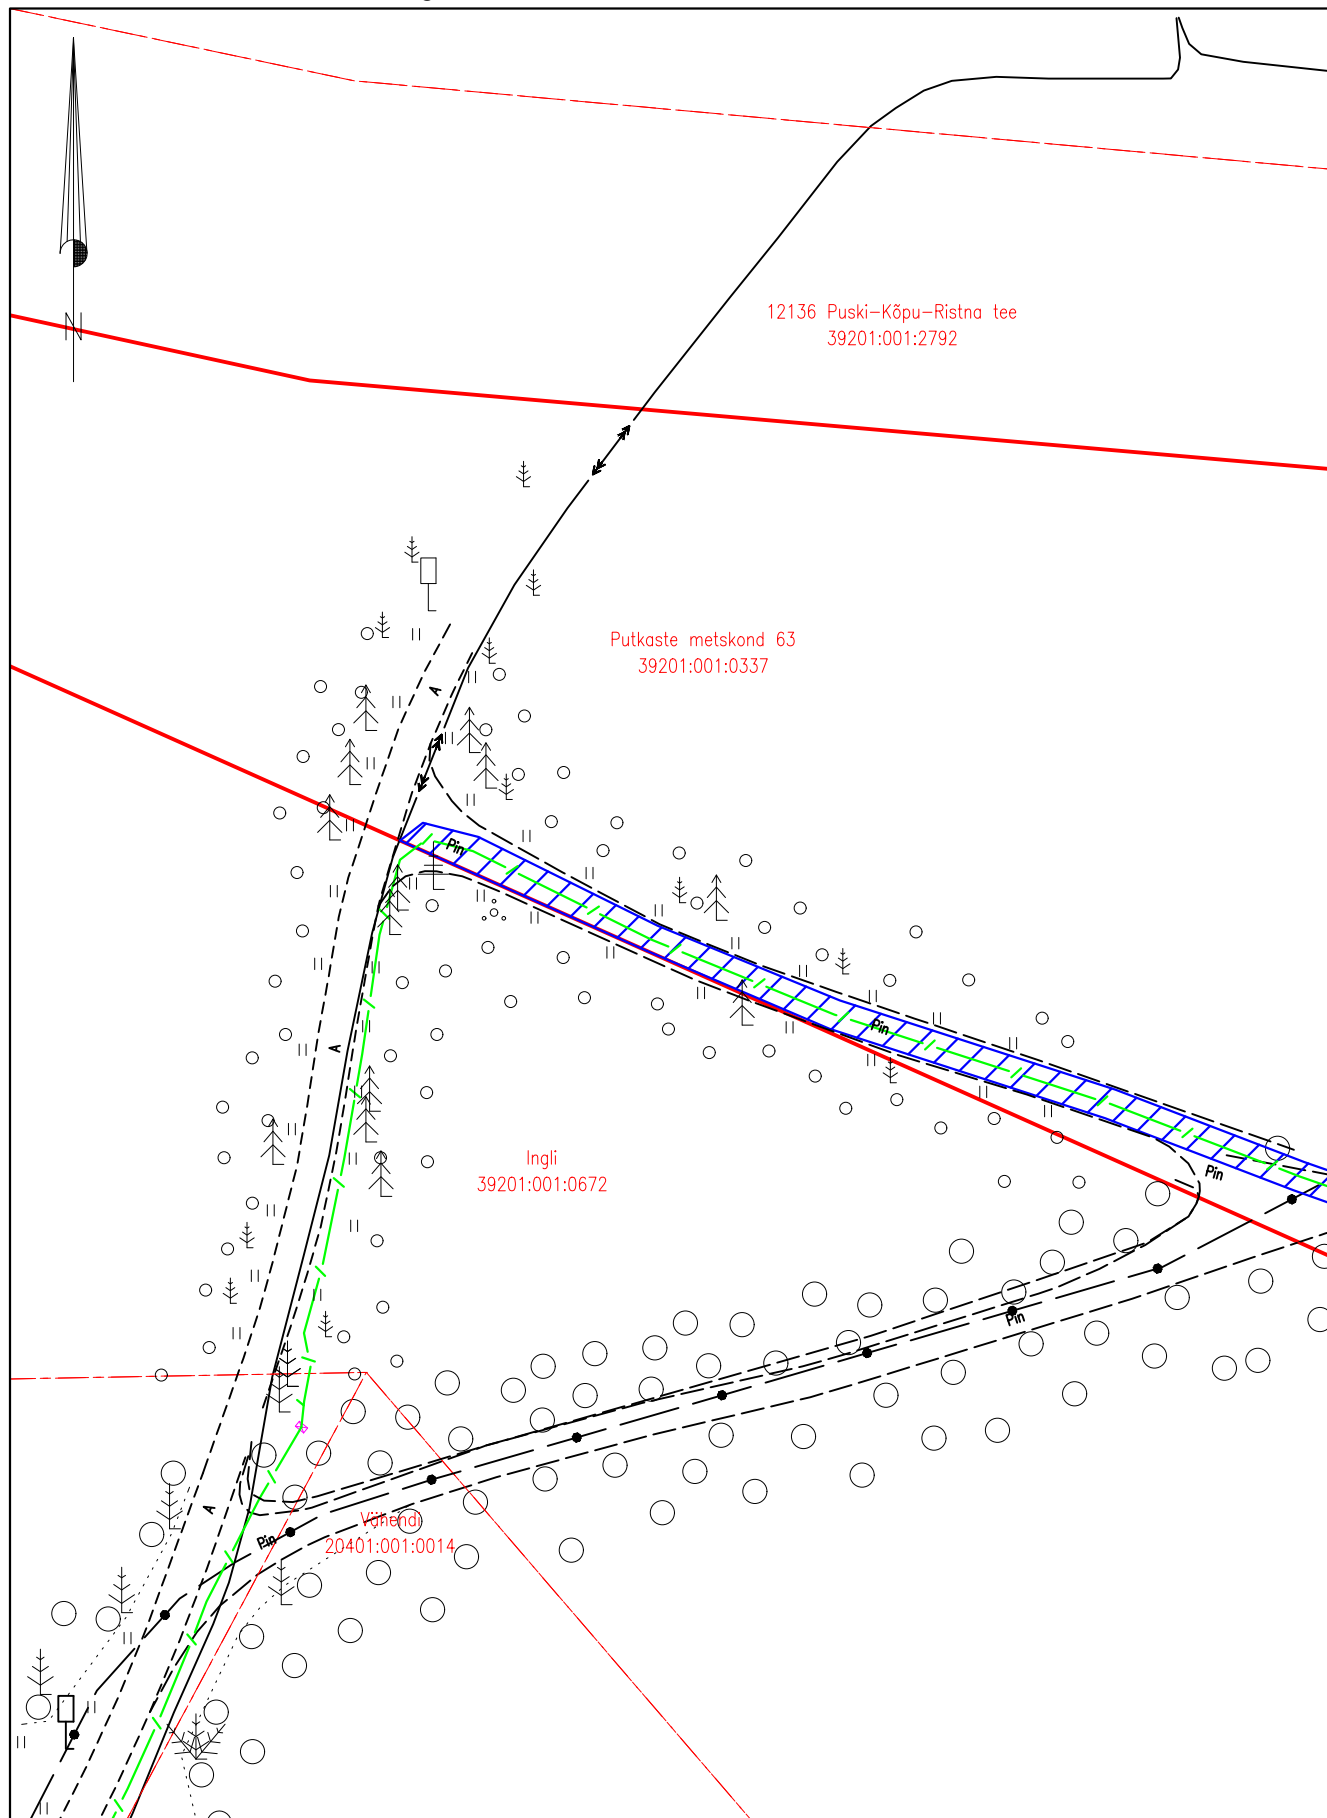 12136 Puski-Kõpu-Ristna tee
39201:001:2792
N
Putkaste metskond 63
39201:001:0337
A
Pin
Pin
A
Ingli
39201:001:0672
Pin
Pin
A
Vähendi
20401:001:0014
Pin